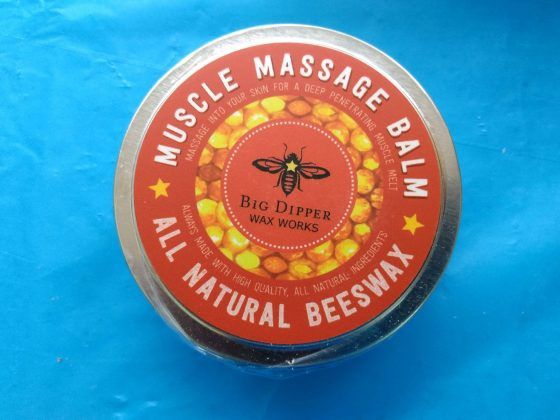 MUSCLE MASSAGE BALM
MASSAGE INTO YOUR SKIN FOR A DEEP PENETRATING MUSCLE MELT
BIG DIPPER
WAX WORKS
ALWAYS MADE WITH HIGH QUALITY, ALL NATURAL INGREDIENTS
ALL NATURAL BEESWAX